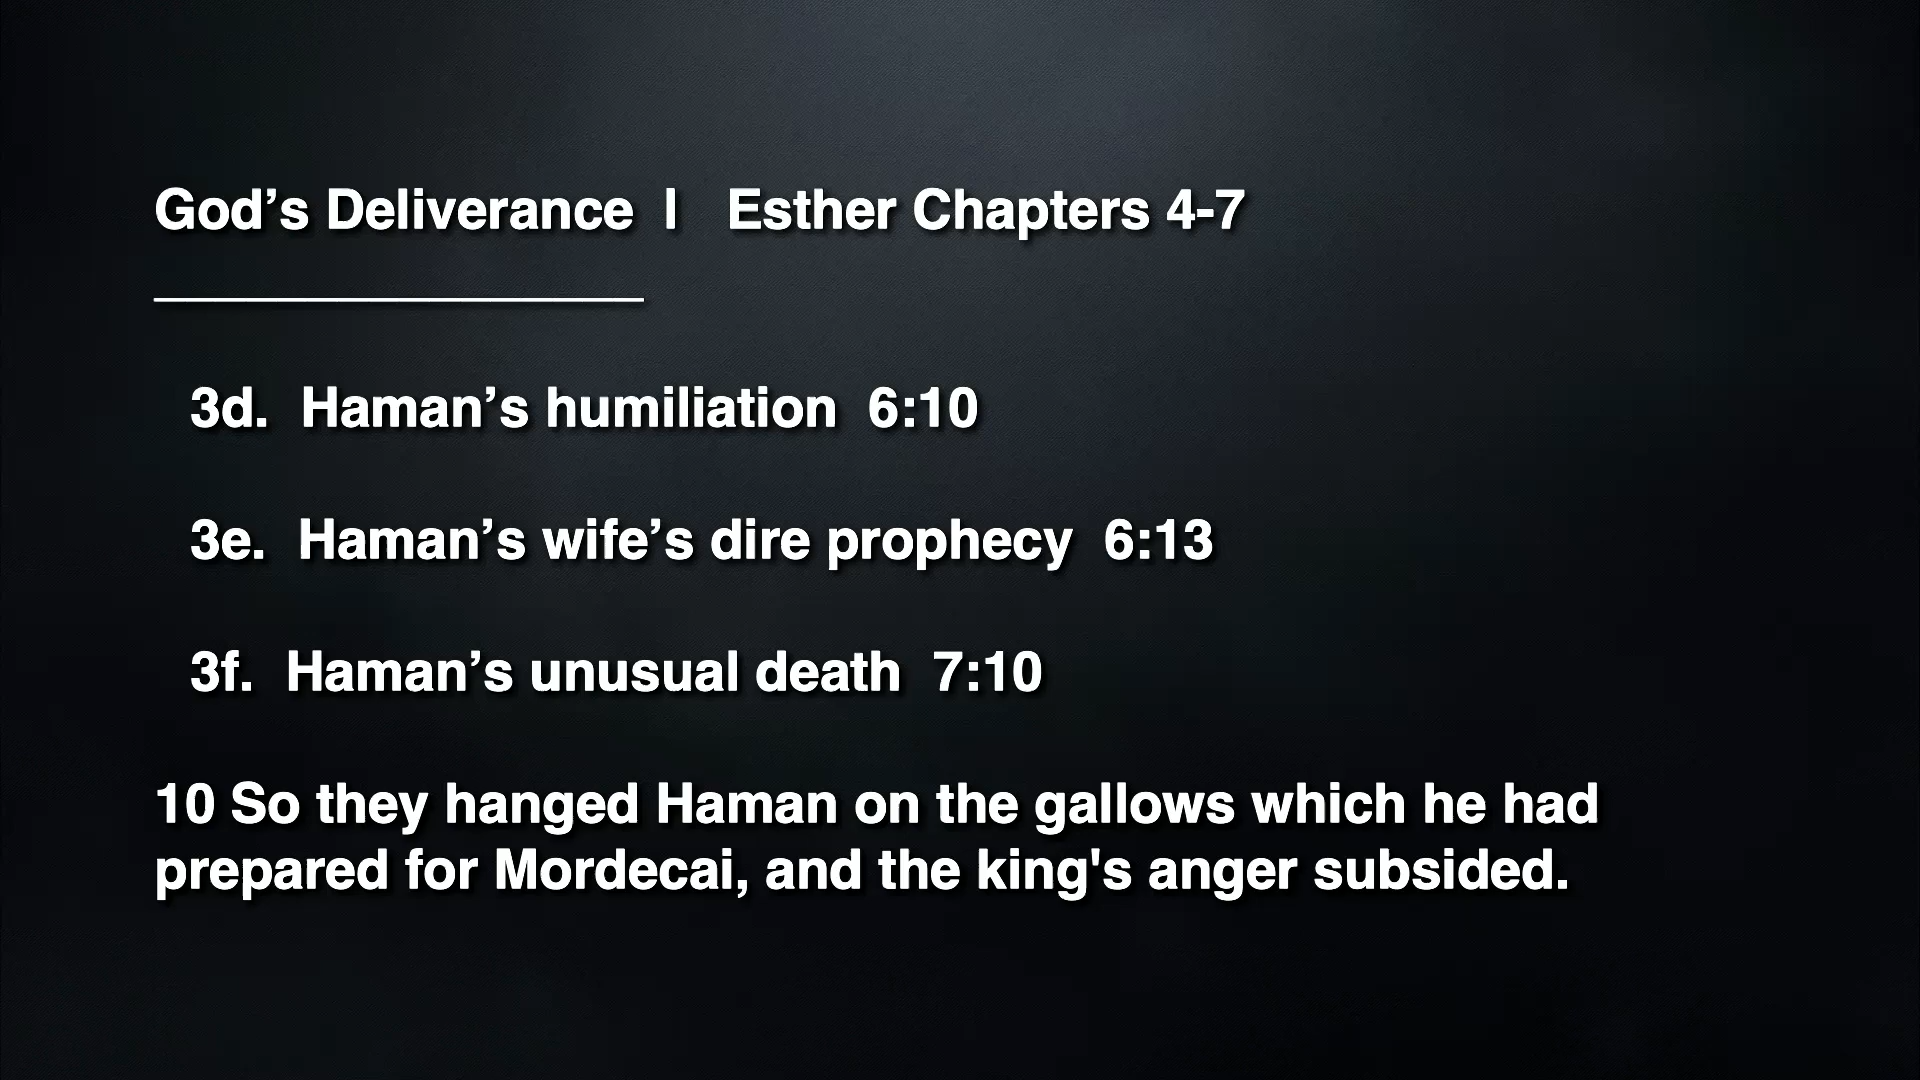 God’s Deliverance | Esther Chapters 4-7
3d. Haman’s humiliation 6:10
3e. Haman’s wife’s dire prophecy 6:13
3f. Haman’s unusual death 7:10
10 So they hanged Haman on the gallows which he had
prepared for Mordecai, and the king's anger subsided.